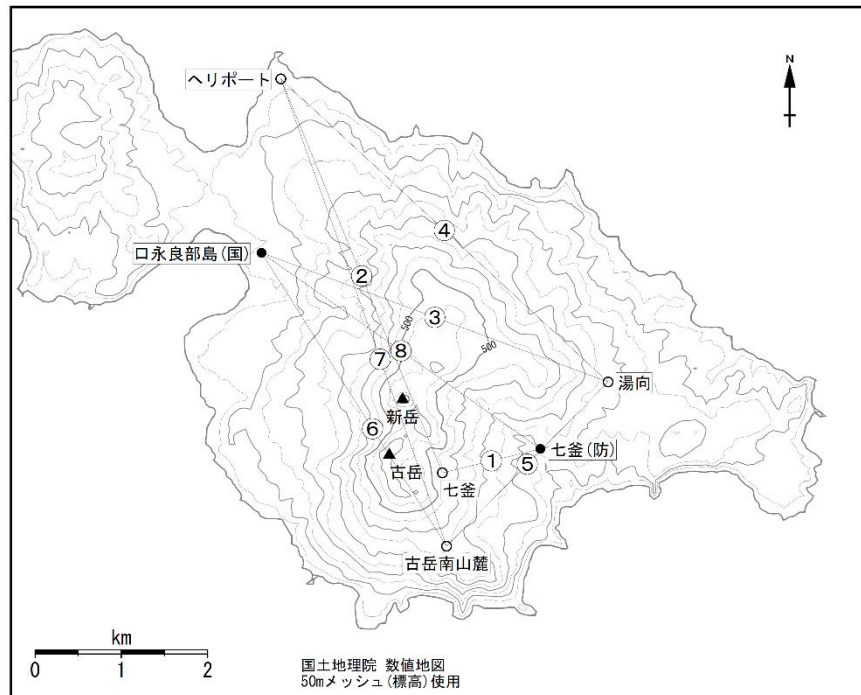 ヘリポート
N
④
口永良部島(国)
②
③
500
500
⑦
⑧
湯向
新岳
⑥
七釜(防)
古岳
①
⑤
七釜
古岳南山麓
km
0 1 2
国土地理院 数値地図
50mメッシュ(標高)使用